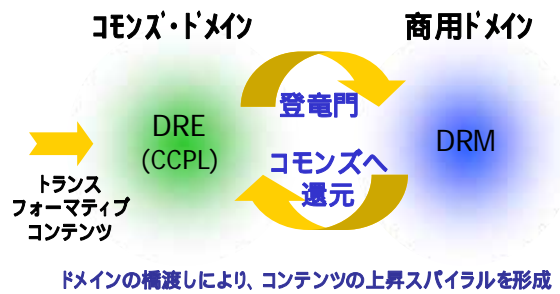 コモンズ・ドメイン
商用ドメイン
登竜門
DRE
(CCPL)
DRM
コモンズへ
還元
トランス
フォーマティブ
コンテンツ
ドメインの橋渡しにより、コンテンツの上昇スパイラルを形成